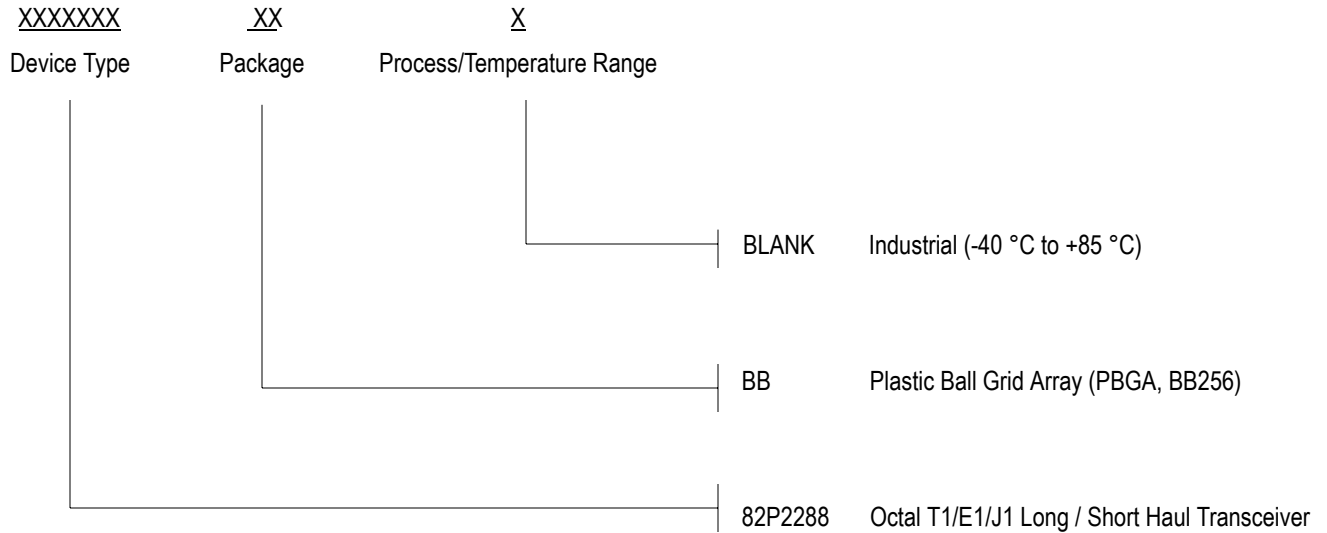 XXXXXXX XX X
Device Type Package Process/Temperature Range
BLANK Industrial (-40 °C to +85 °C)
BB Plastic Ball Grid Array (PBGA, BB256)
82P2288 Octal T1/E1/J1 Long / Short Haul Transceiver